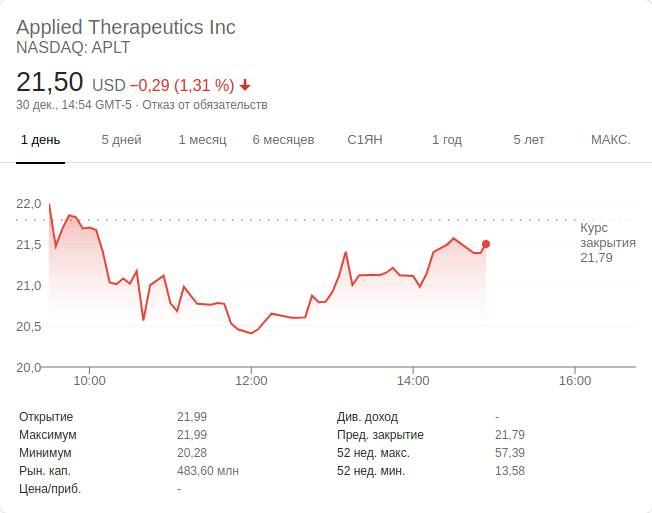 Applied Therapeutics Inc
NASDAQ: APLT
21,50 USD −0,29 (1,31 %)
30 дек., 14:54 GMT-5 · Отказ от обязательств
1 день 5 дней 1 месяц 6 месяцев С1ЯН 1 год 5 лет МАКС.
22,0
21,5
21,0
20,5
20,0
Курс
закрытия
21,79
10:00 12:00 14:00 16:00
Открытие 21,99 Див. доход -
Максимум 21,99 Пред. закрытие 21,79
Минимум 20,28 52 нед. макс. 57,39
Рын. кап. 483,60 млн 52 нед. мин. 13,58
Цена/приб. -